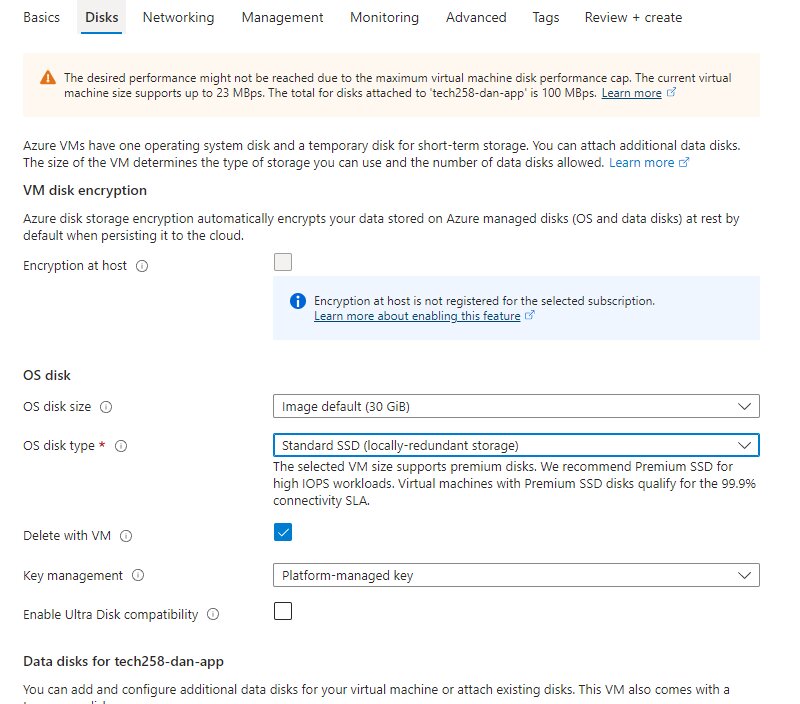 Basics Disks Networking Management Monitoring Advanced Tags Review + create
The desired performance might not be reached due to the maximum virtual machine disk performance cap. The current virtual
machine size supports up to 23 MBps. The total for disks attached to 'tech258-dan-app' is 100 MBps. Learn more
Azure VMs have one operating system disk and a temporary disk for short-term storage. You can attach additional data disks.
The size of the VM determines the type of storage you can use and the number of data disks allowed. Learn more
VM disk encryption
Azure disk storage encryption automatically encrypts your data stored on Azure managed disks (OS and data disks) at rest by
default when persisting it to the cloud.
Encryption at host
Encryption at host is not registered for the selected subscription.
Learn more about enabling this feature
OS disk
OS disk size Image default (30 GiB)
OS disk type * Standard SSD (locally-redundant storage)
The selected VM size supports premium disks. We recommend Premium SSD for
high IOPS workloads. Virtual machines with Premium SSD disks qualify for the 99.9%
connectivity SLA.
Delete with VM
Key management Platform-managed key
Enable Ultra Disk compatibility
Data disks for tech258-dan-app
You can add and configure additional data disks for your virtual machine or attach existing disks. This VM also comes with a